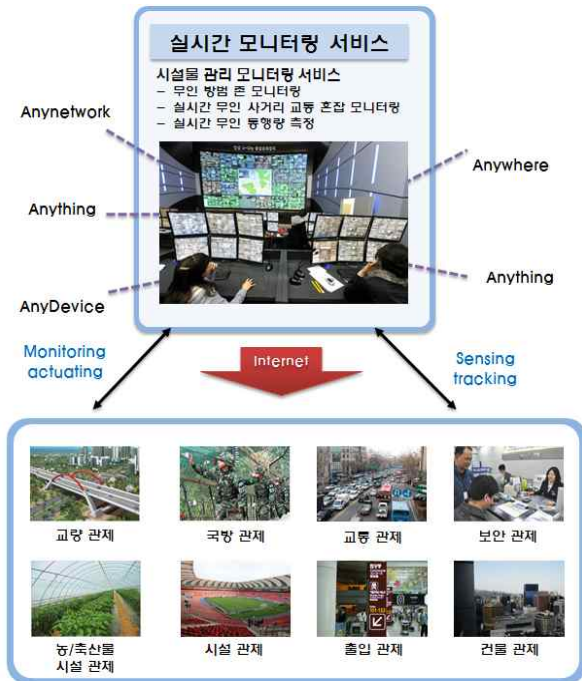 실시간 모니터링 서비스
시설물 관리 모니터링 서비스
– 무인 방범 존 모니터링
– 실시간 무인 사거리 교통 혼잡 모니터링
– 실시간 무인 통행량 측정
Anynetwork
Anywhere
Anything
Anything
AnyDevice
Monitoring
actuating
Internet
Sensing
tracking
교량 관제
국방 관제
교통 관제
보안 관제
농/축산물
시설 관제
시설 관제
출입 관제
건물 관제